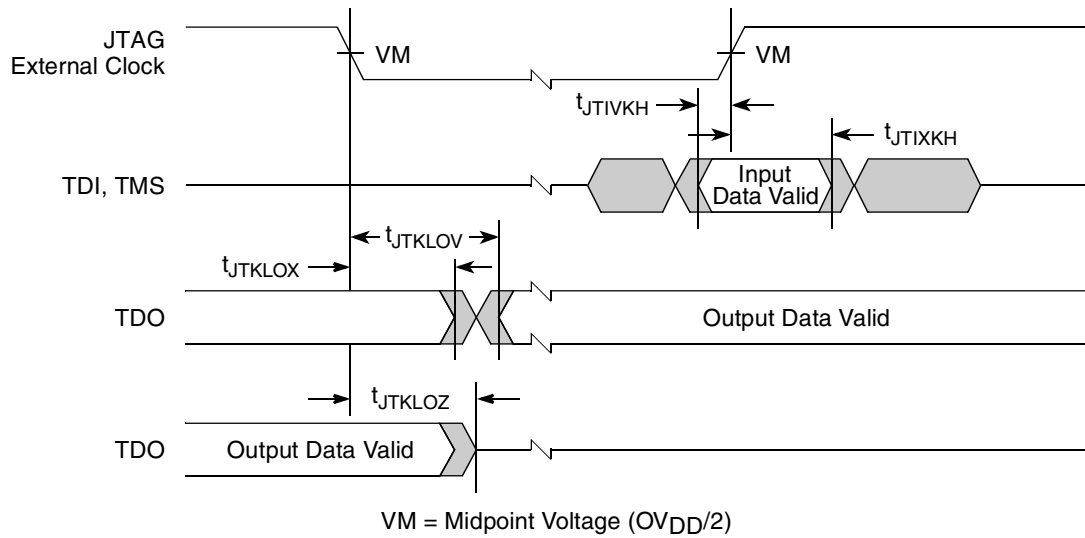 JTAG
External Clock
VM
VM
tJTIVKH
tJTIXKH
TDI, TMS
Input
Data Valid
tJTKLOV
tJTKLOX
TDO
Output Data Valid
tJTKLOZ
TDO
Output Data Valid
VM = Midpoint Voltage (OVDD/2)